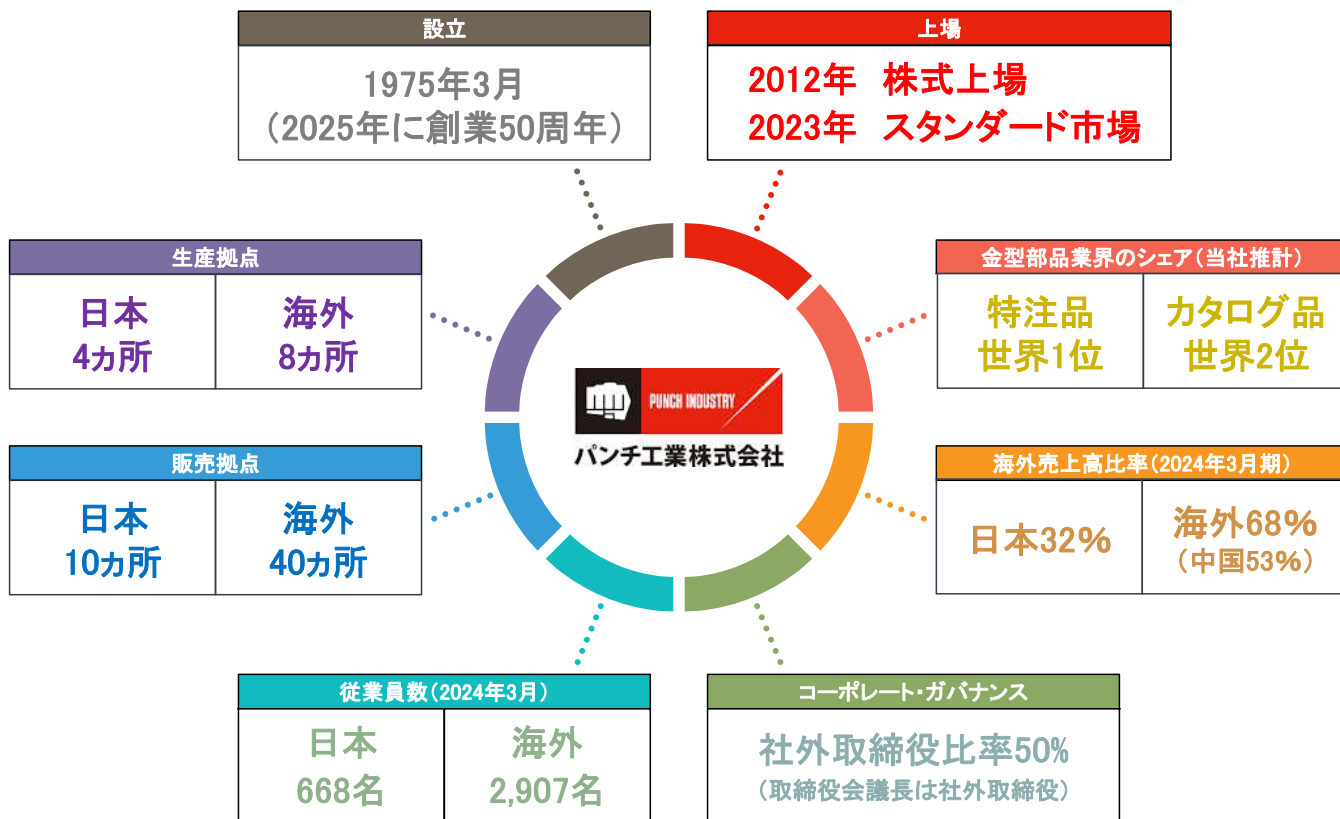 設立
1975年3月
（2025年に創業50周年）
上場
2012年 株式上場
2023年 スタンダード市場
生産拠点
日本
4ヵ所
海外
8ヵ所
金型部品業界のシェア（当社推計）
特注品
世界1位
カタログ品
世界2位
PUNCH INDUSTRY
パンチ工業株式会社
販売拠点
日本
10ヵ所
海外
40ヵ所
海外売上高比率（2024年3月期）
日本32%
海外68%
（中国53%）
従業員数（2024年3月）
日本
668名
海外
2,907名
コーポレート・ガバナンス
社外取締役比率50%
（取締役会議長は社外取締役）